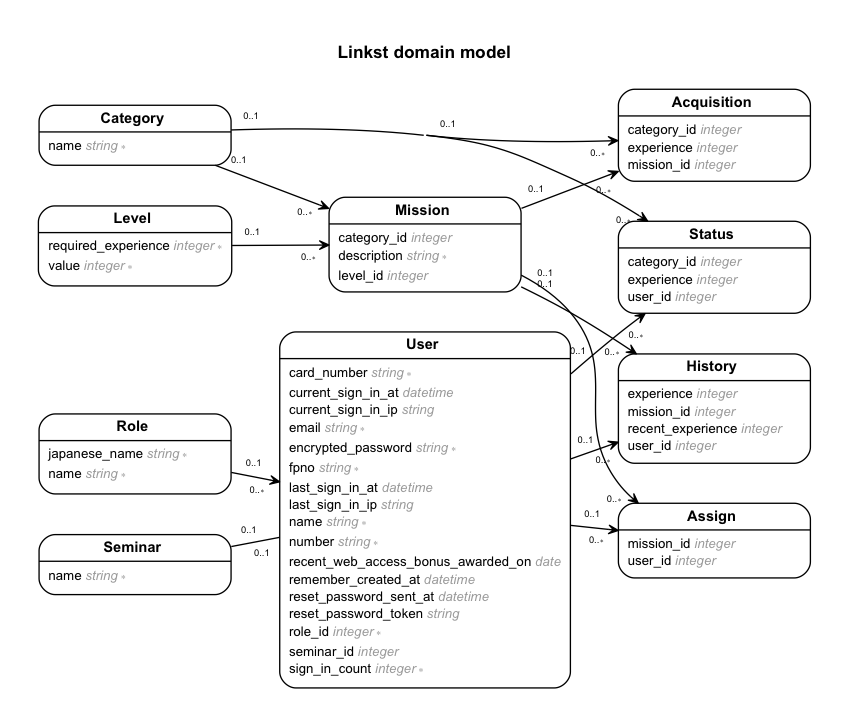 Linkst domain model
Category
name string ∗
Level
required_experience integer ∗
value integer ∗
Role
japanese_name string ∗
name string ∗
Seminar
name string ∗
Mission
category_id integer
description string ∗
level_id integer
User
card_number string ∗
current_sign_in_at datetime
current_sign_in_ip string
email string ∗
encrypted_password string ∗
fpno string ∗
last_sign_in_at datetime
last_sign_in_ip string
name string ∗
number string ∗
recent_web_access_bonus_awarded_on date
remember_created_at datetime
reset_password_sent_at datetime
reset_password_token string
role_id integer ∗
seminar_id integer
sign_in_count integer ∗
Acquisition
category_id integer
experience integer
mission_id integer
Status
category_id integer
experience integer
user_id integer
History
experience integer
mission_id integer
recent_experience integer
user_id integer
Assign
mission_id integer
user_id integer
0..1
0..1
0..∗
0..1
0..∗
0..1
0..∗
0..1
0..∗
0..1
0..∗
0..1
0..1
0..1
0..∗
0..1
0..∗
0..∗
0..1
0..∗
0..1
0..∗
0..1
0..1
0..∗